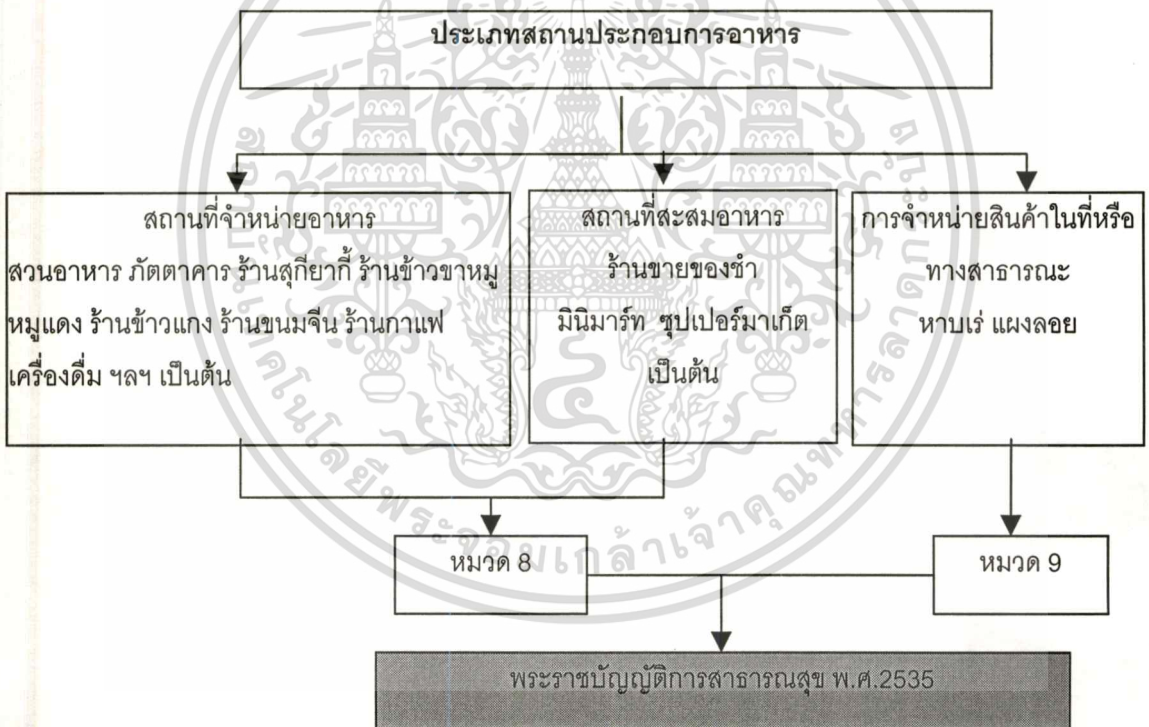 ประเภทสถานประกอบการอาหาร
สถานที่จำหน่ายอาหาร
สวนอาหาร ภัตตาคาร ร้านสุกียากี้ ร้านข้าวขาหมู
หมูแดง ร้านข้าวแกง ร้านขนมจีน ร้านกาแฟ
เครื่องดื่ม ฯลฯ เป็นต้น
สถานที่สะสมอาหาร
ร้านขายของชำ
มินิมาร์ท ซุปเปอร์มาเก็ต
เป็นต้น
การจำหน่ายสินค้าในที่หรือ
ทางสาธารณะ
หาบเร่ แผงลอย
หมวด 8
หมวด 9
พระราชบัญญัติการสาธารณสุข พ.ศ.2535